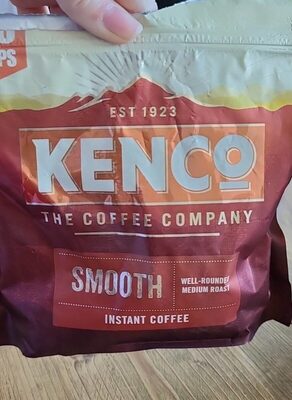 EST 1923
KENCO
THE COFFEE COMPANY
SMOOTH
WELL-ROUNDED
MEDIUM ROAST
INSTANT COFFEE